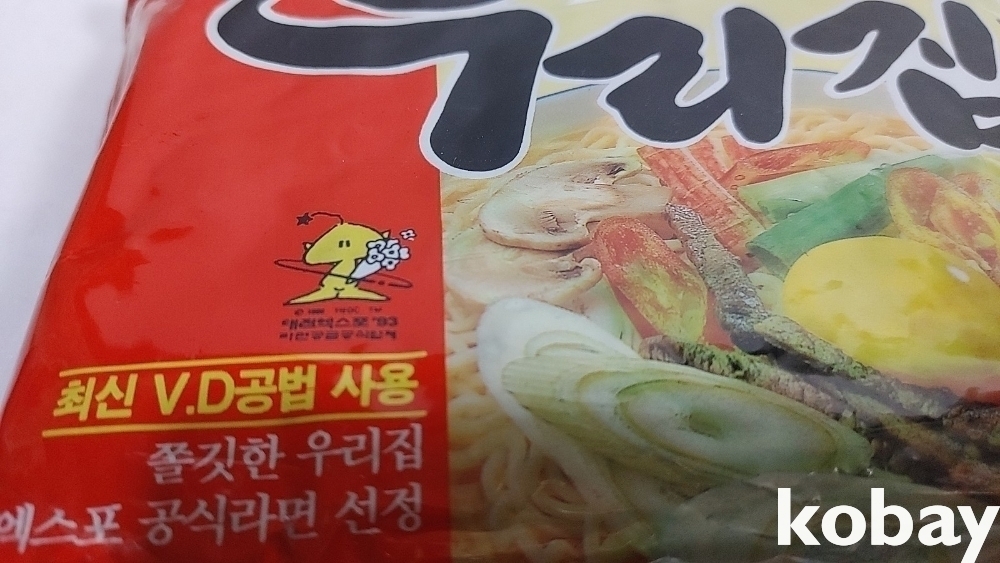 우리집
대전엑스포'93
최신 V.D공법 사용
쫄깃한 우리집
엑스포 공식라면 선정
kobay